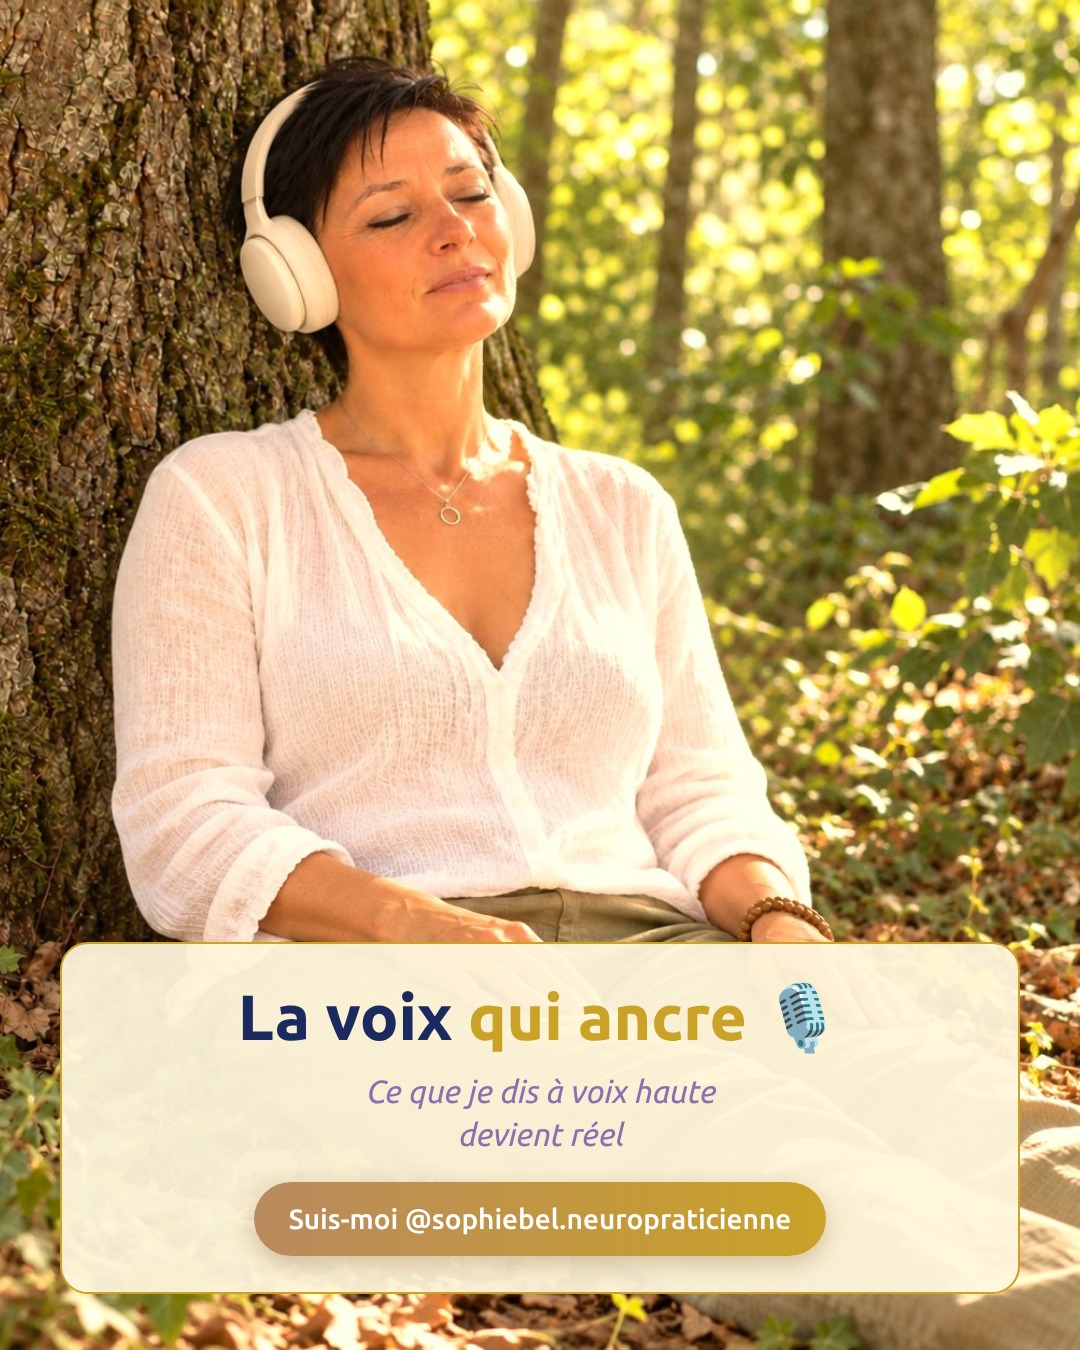 La voix qui ancre 🎙️
Ce que je dis à voix haute
devient réel
Suis-moi @sophiebel.neuropraticienne